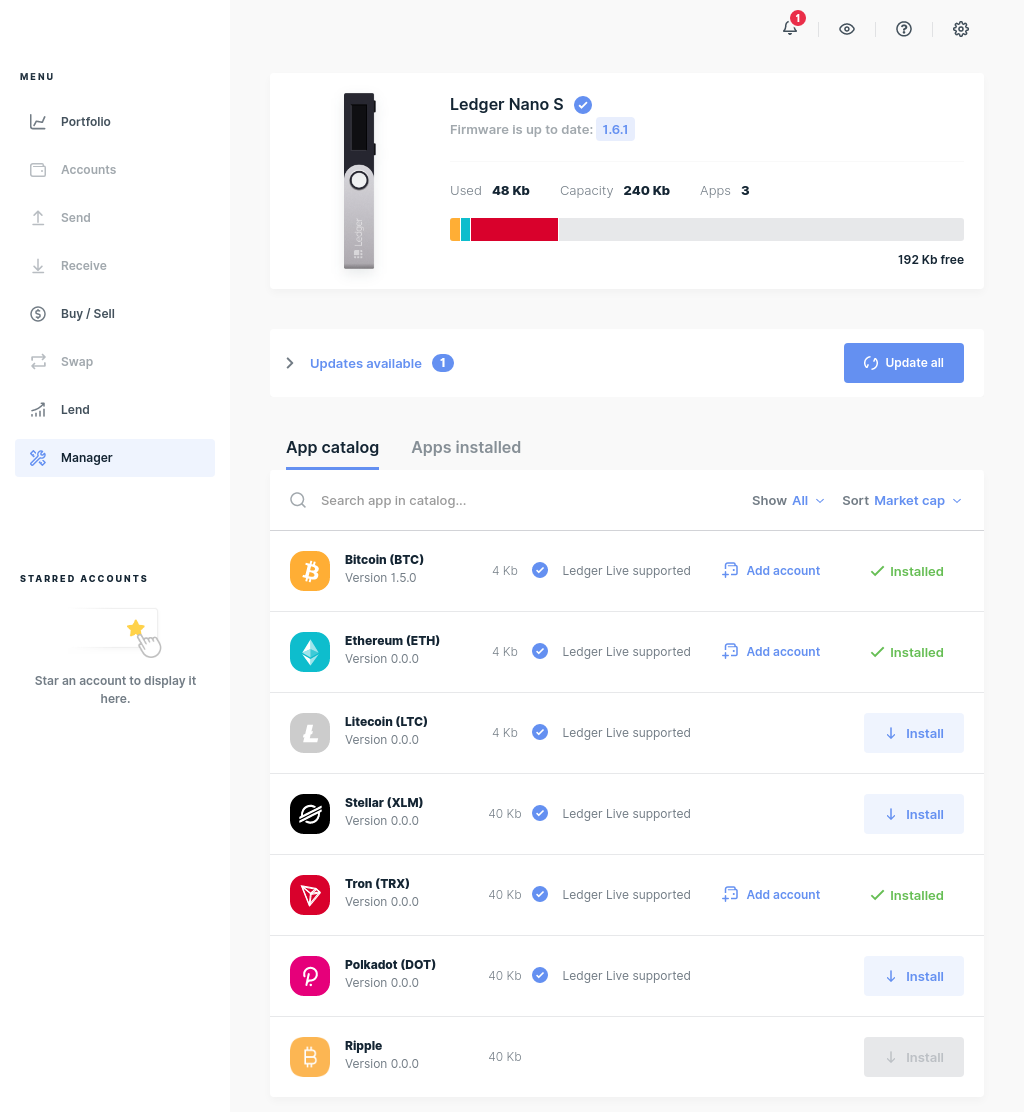 1
MENU
Portfolio
Accounts
Send
Receive
Buy / Sell
Swap
Lend
Manager
STARRED ACCOUNTS
Star an account to display it
here.
Ledger Nano S
Firmware is up to date: 1.6.1
Used 48 Kb Capacity 240 Kb Apps 3
Ledger
192 Kb free
Updates available 1 Update all
App catalog Apps installed
Search app in catalog... Show All Sort Market cap
Bitcoin (BTC)
Version 1.5.0
4 Kb Ledger Live supported Add account Installed
Ethereum (ETH)
Version 0.0.0
4 Kb Ledger Live supported Add account Installed
Litecoin (LTC)
Version 0.0.0
4 Kb Ledger Live supported Install
Stellar (XLM)
Version 0.0.0
40 Kb Ledger Live supported Install
Tron (TRX)
Version 0.0.0
40 Kb Ledger Live supported Add account Installed
Polkadot (DOT)
Version 0.0.0
40 Kb Ledger Live supported Install
Ripple
Version 0.0.0
40 Kb Install